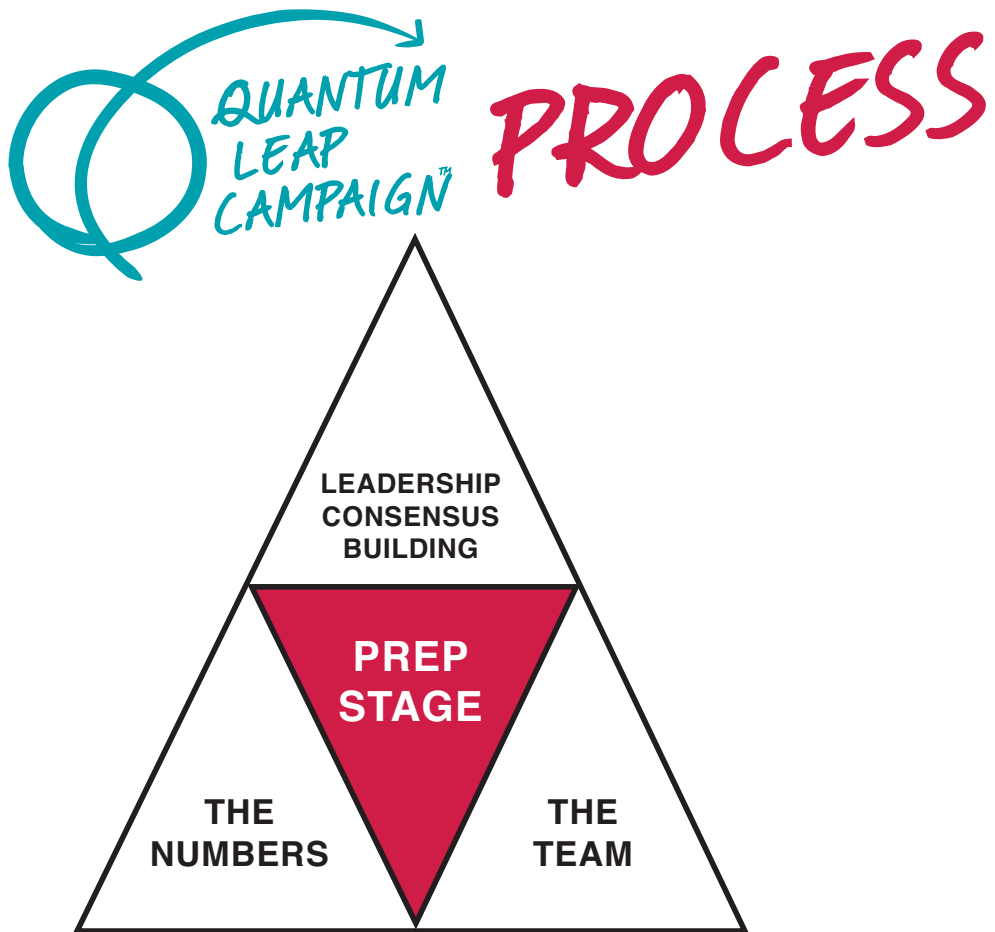 QUANTUM
LEAP
CAMPAIGN™
PROCESS
LEADERSHIP
CONSENSUS
BUILDING
PREP
STAGE
THE
NUMBERS
THE
TEAM